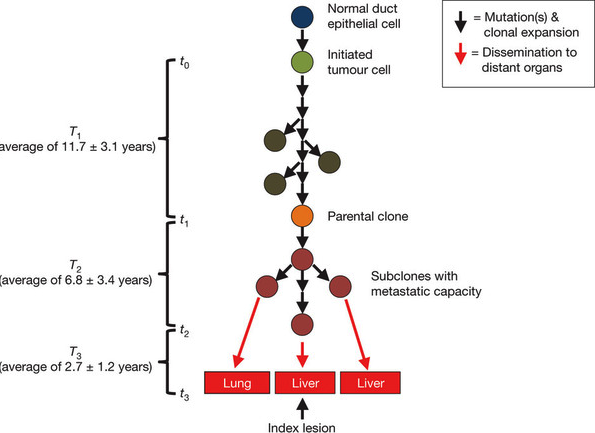 Normal duct
epithelial cell
= Mutation(s) &
clonal expansion
= Dissemination to
distant organs
Initiated
tumour cell
t0
T1
average of 11.7 ± 3.1 years)
t1
Parental clone
T2
(average of 6.8 ± 3.4 years)
Subclones with
metastatic capacity
t2
T3
(average of 2.7 ± 1.2 years)
Lung
Liver
Liver
t3
Index lesion